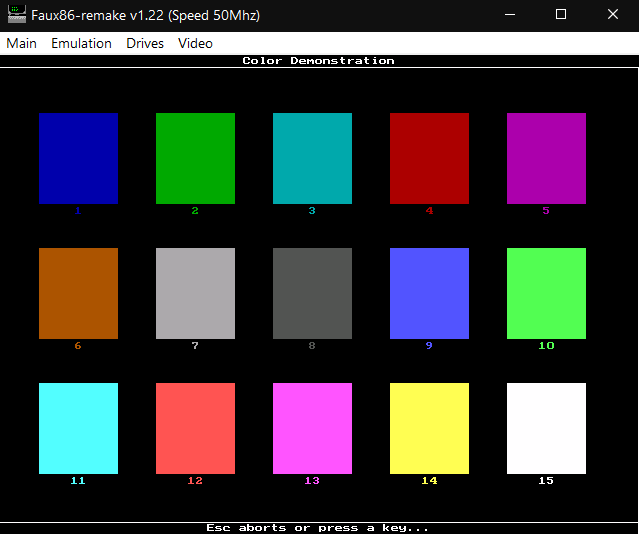 Faux86-remake v1.22 (Speed 50Mhz)
Main Emulation Drives Video
Color Demonstration
1 2 3 4 5
6 7 8 9 10
11 12 13 14 15
Esc aborts or press a key...